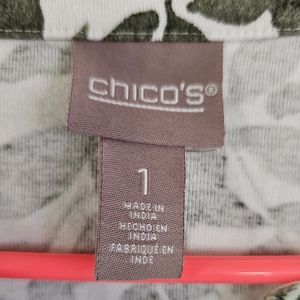 chico's®
1
MADE IN
INDIA
HECHO EN
INDIA
FABRIQUÉ EN
INDE